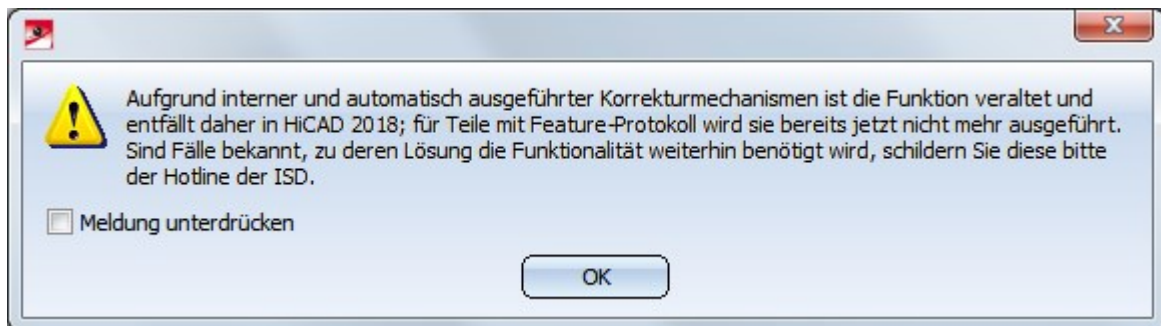 Aufgrund interner und automatisch ausgeführter Korrekturmechanismen ist die Funktion veraltet und
entfällt daher in HiCAD 2018; für Teile mit Feature-Protokoll wird sie bereits jetzt nicht mehr ausgeführt.
Sind Fälle bekannt, zu deren Lösung die Funktionalität weiterhin benötigt wird, schildern Sie diese bitte
der Hotline der ISD.
Meldung unterdrücken
OK